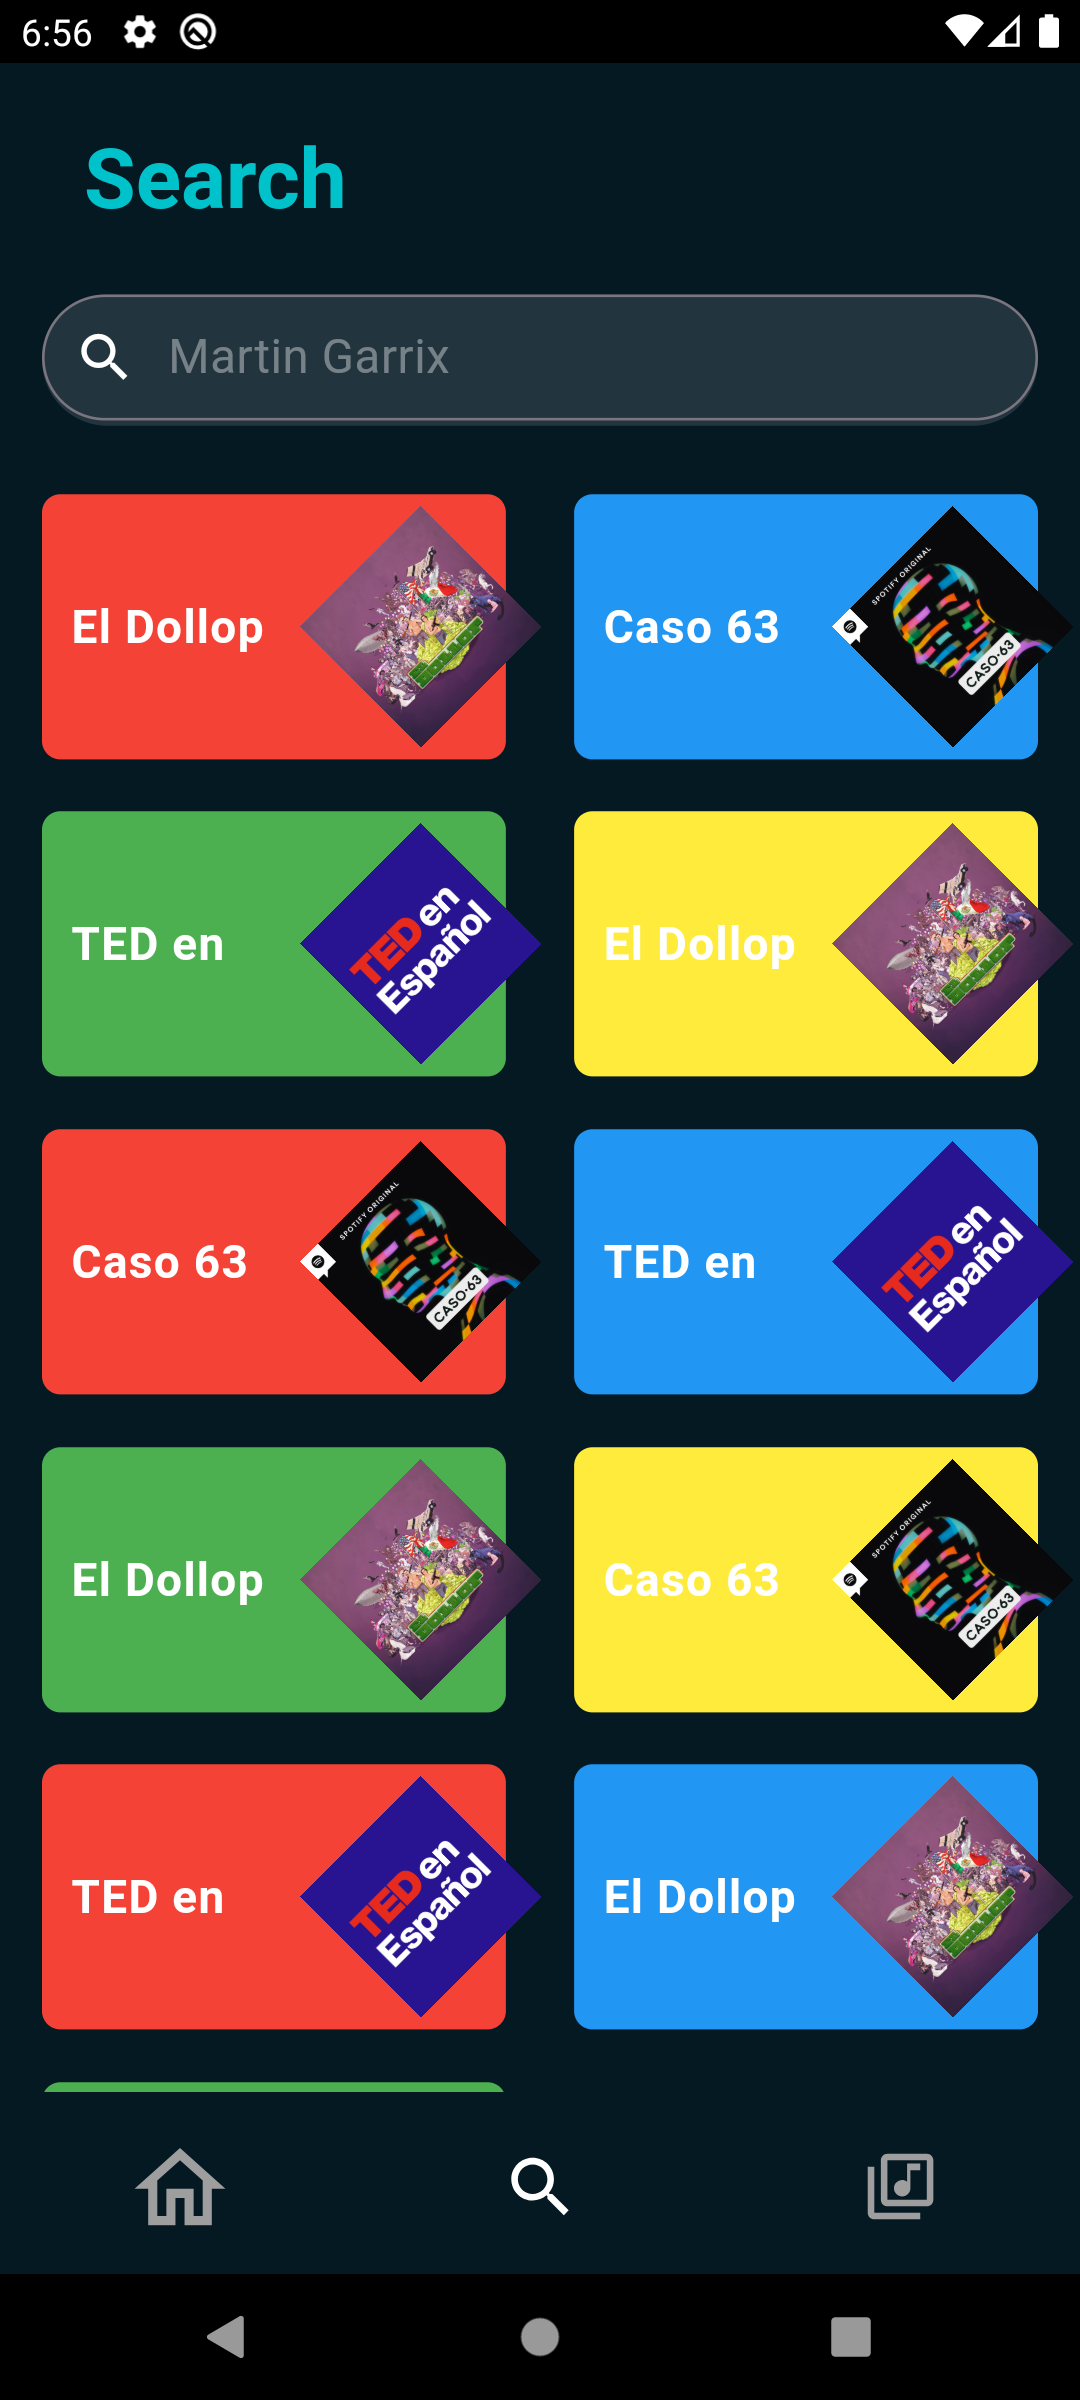 6:56
Search
Martin Garrix
El Dollop
SPOTIFY ORIGINAL
CASO·63
Caso 63
TED en
TED en
Español
El Dollop
Caso 63
SPOTIFY ORIGINAL
CASO·63
TED en
TED en
Español
El Dollop
Caso 63
SPOTIFY ORIGINAL
CASO·63
TED en
TED en
Español
El Dollop